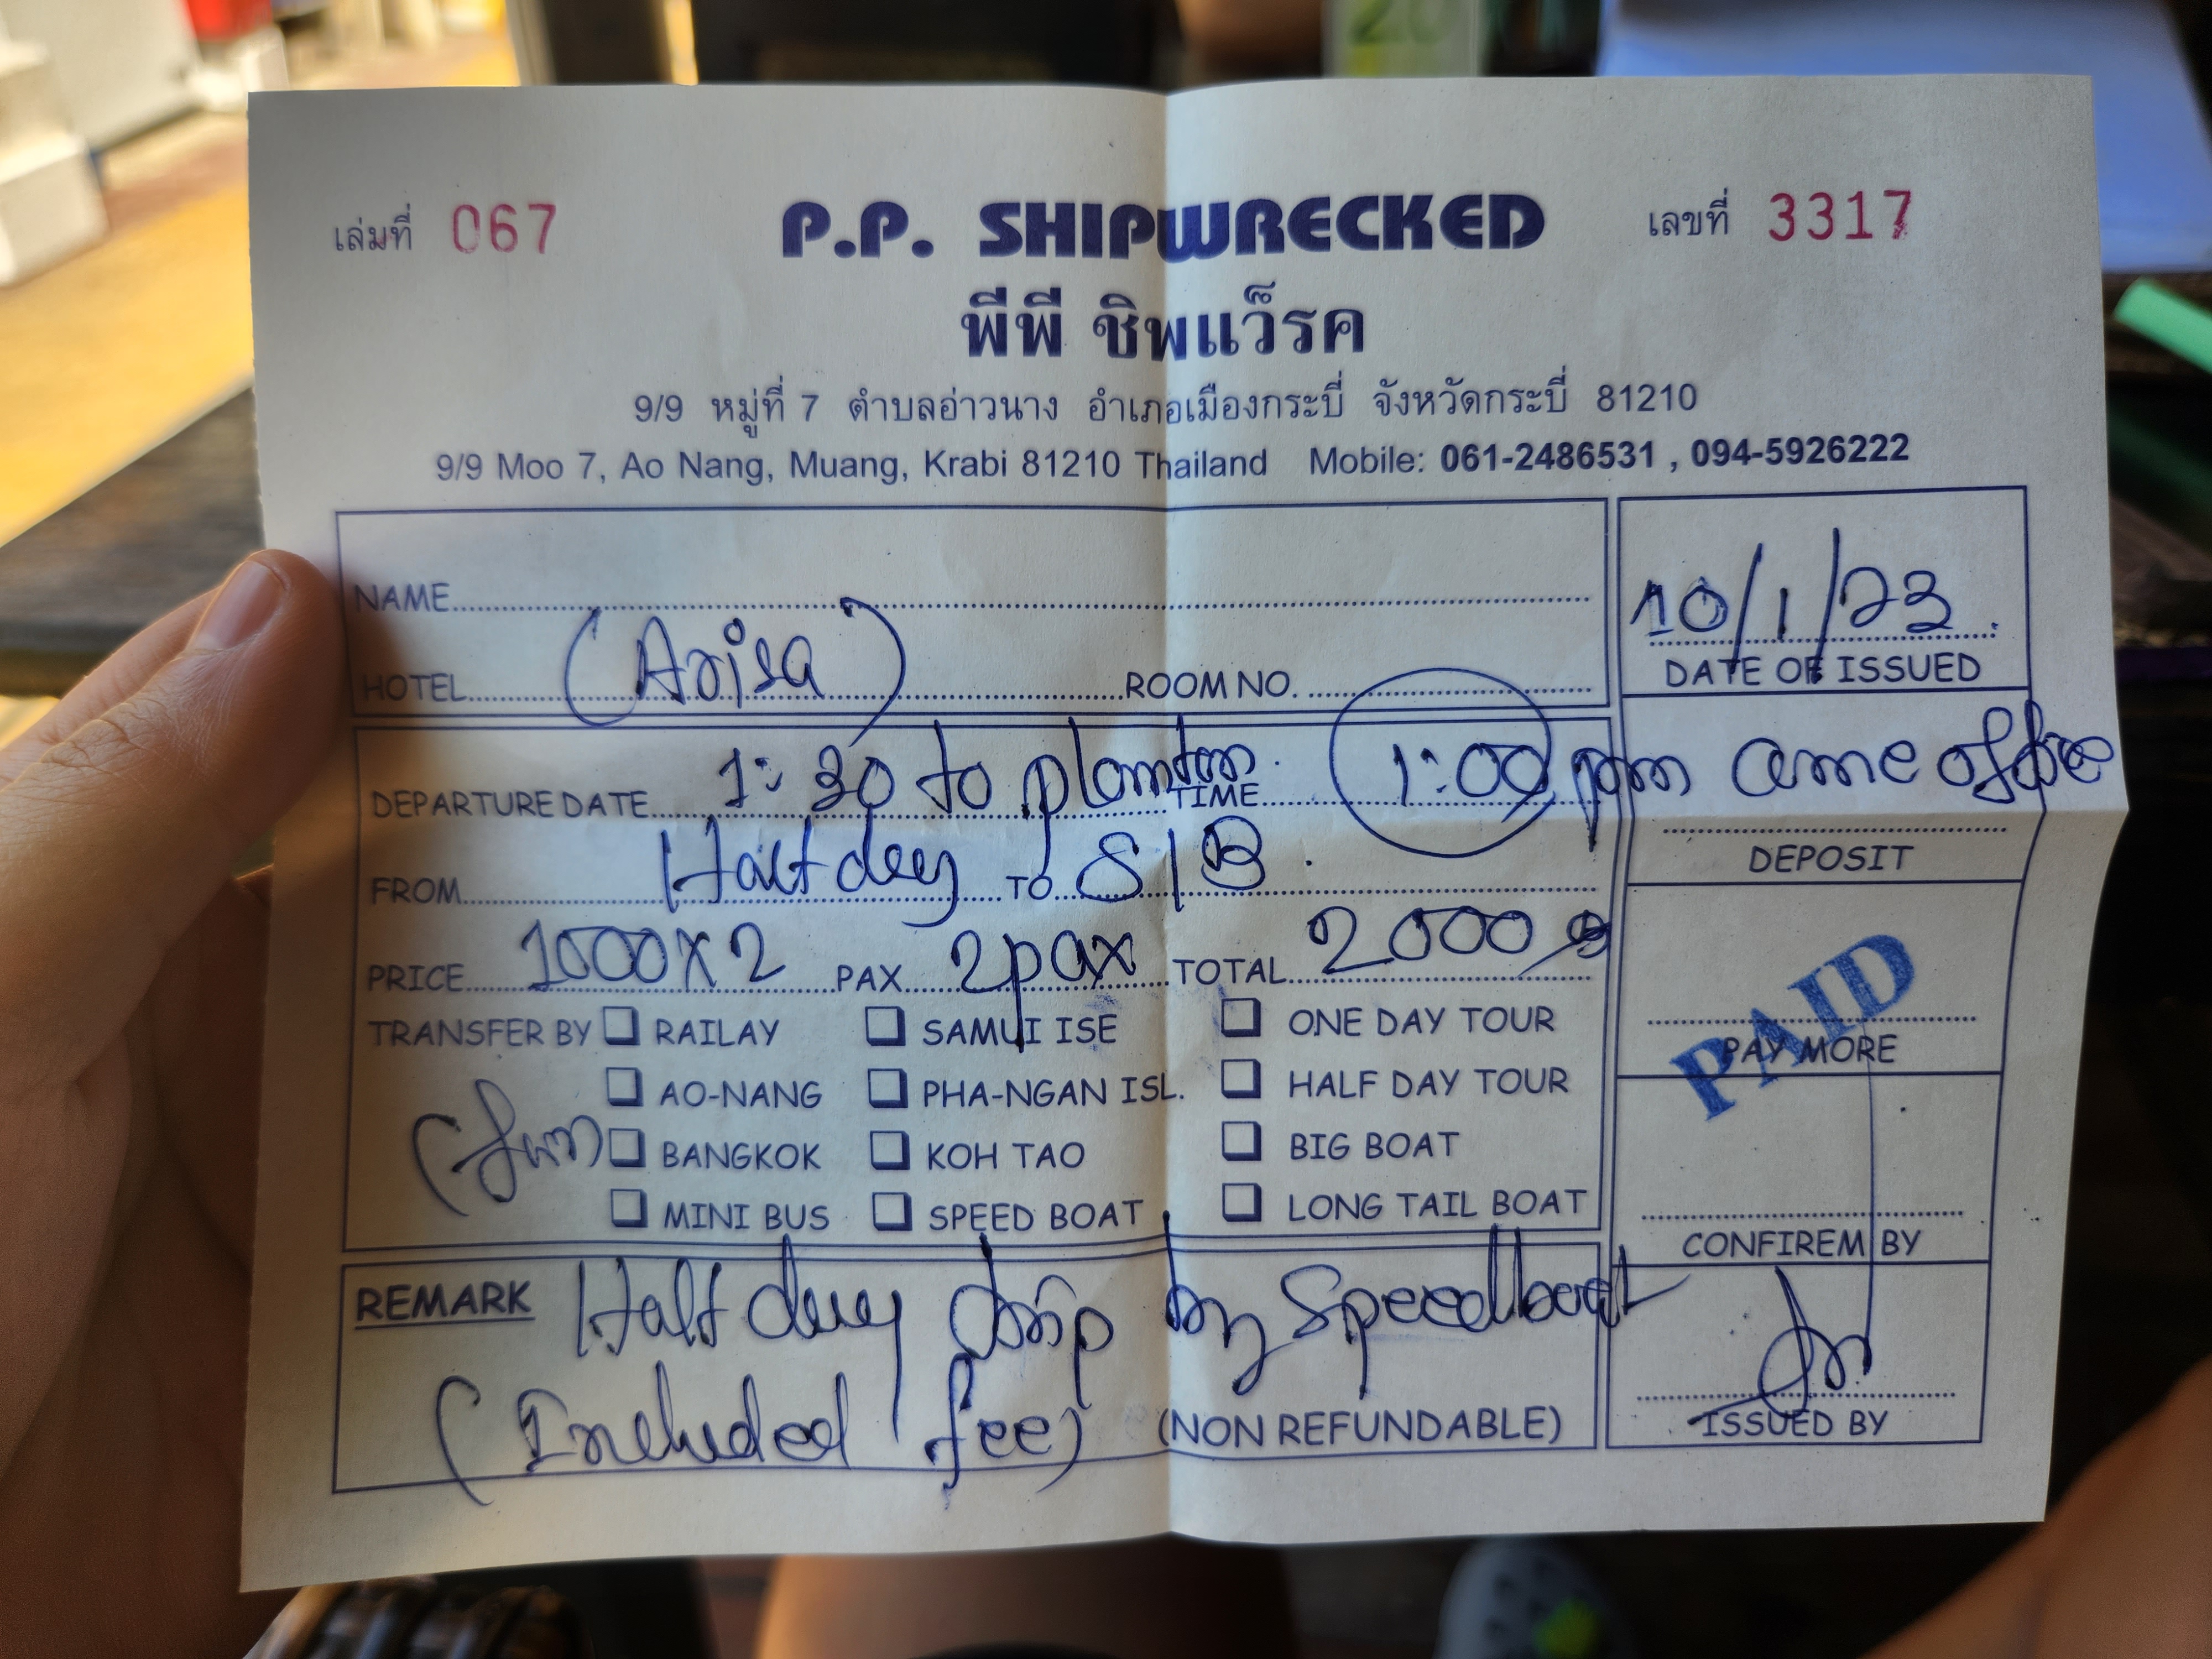 เล่มที่ 067 P.P. SHIPWRECKED เลขที่ 3317
พีพี ชิพแว็รค
9/9 หมู่ที่ 7 ตำบลอ่าวนาง อำเภอเมืองกระบี่ จังหวัดกระบี่ 81210
9/9 Moo 7, Ao Nang, Muang, Krabi 81210 Thailand Mobile: 061-2486531 , 094-5926222
NAME
10/1/23
HOTEL (Arisa) ROOM NO.
DATE OF ISSUED
DEPARTURE DATE 1:30 to TIME 1:00 pm came office
DEPOSIT
FROM Half day TO S/B
PRICE 1000x2 PAX 2pax TOTAL 2000
PAID
TRANSFER BY RAILAY SAMUI ISE ONE DAY TOUR
PAY MORE
AO-NANG PHA-NGAN ISL. HALF DAY TOUR
BANGKOK KOH TAO BIG BOAT
MINI BUS SPEED BOAT LONG TAIL BOAT
CONFIREM BY
REMARK Half day trip by Speedboat
(Included fee) (NON REFUNDABLE)
ISSUED BY